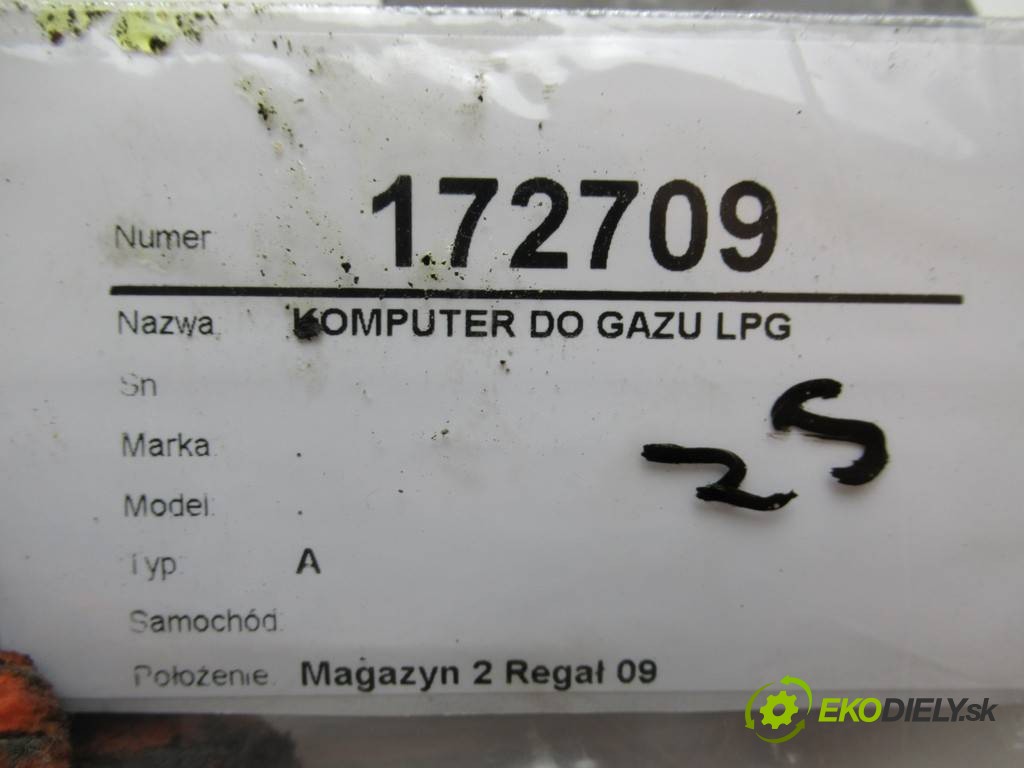 Numer: 172709
Nazwa: KOMPUTER DO GAZU LPG
Sn
Marka: .
25
Model: .
Typ: A
Samochód:
Położenie: Magazyn 2 Regał 09
EKODIELY.sk